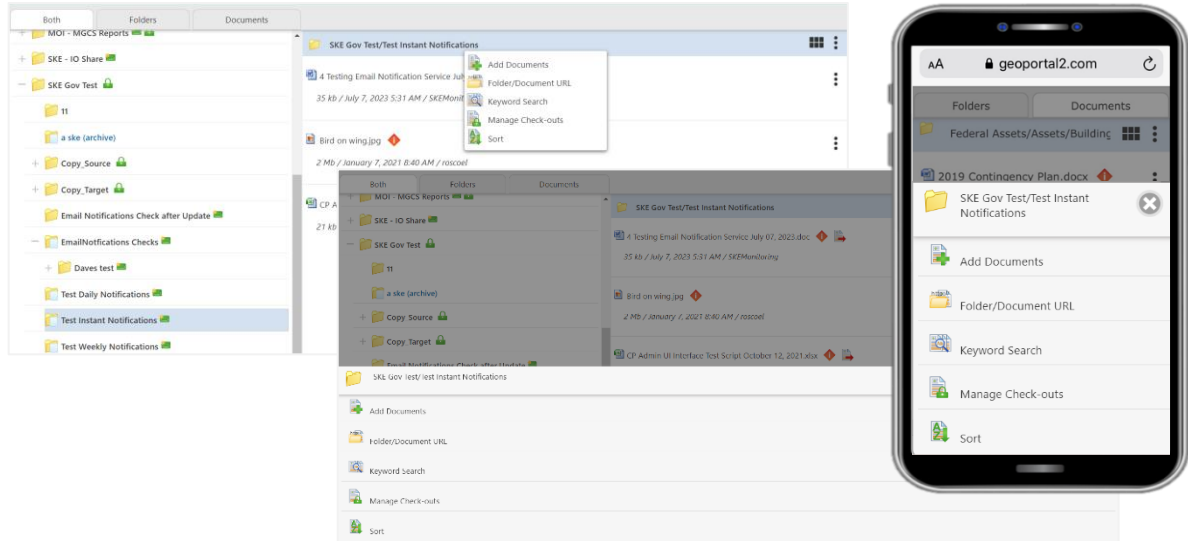 Both Folders Documents
MOI - MGCS Reports
SKE - IO Share
SKE Gov Test
11
a ske (archive)
Copy_Source
Copy_Target
Email Notifications Check after Update
EmailNotfications Checks
Daves test
Test Daily Notifications
Test Instant Notifications
Test Weekly Notifications
SKE Gov Test/Test Instant Notifications
4 Testing Email Notification Service July
35 kb / July 7, 2023 5:31 AM / SKEMonit
Bird on wing.jpg
2 Mb / January 7, 2021 8:40 AM / roscoel
CP A
21 kb
Add Documents
Folder/Document URL
Keyword Search
Manage Check-outs
Sort
Both Folders Documents
MOI - MGCS Reports
SKE - IO Share
SKE Gov Test
11
a ske (archive)
Copy_Source
Copy_Target
Email Notifications Check after Update
SKE Gov Test/Test Instant Notifications
4 Testing Email Notification Service July 07, 2023.doc
35 kb / July 7, 2023 5:31 AM / SKEMonitoring
Bird on wing.jpg
2 Mb / January 7, 2021 8:40 AM / roscoel
CP Admin UI Interface Test Script October 12, 2021.xlsx
SKE Gov Test/Test Instant Notifications
Add Documents
Folder/Document URL
Keyword Search
Manage Check-outs
Sort
AA geoportal2.com
Folders Documents
Federal Assets/Assets/Building
2019 Contingency Plan.docx
SKE Gov Test/Test Instant
Notifications
Add Documents
Folder/Document URL
Keyword Search
Manage Check-outs
Sort